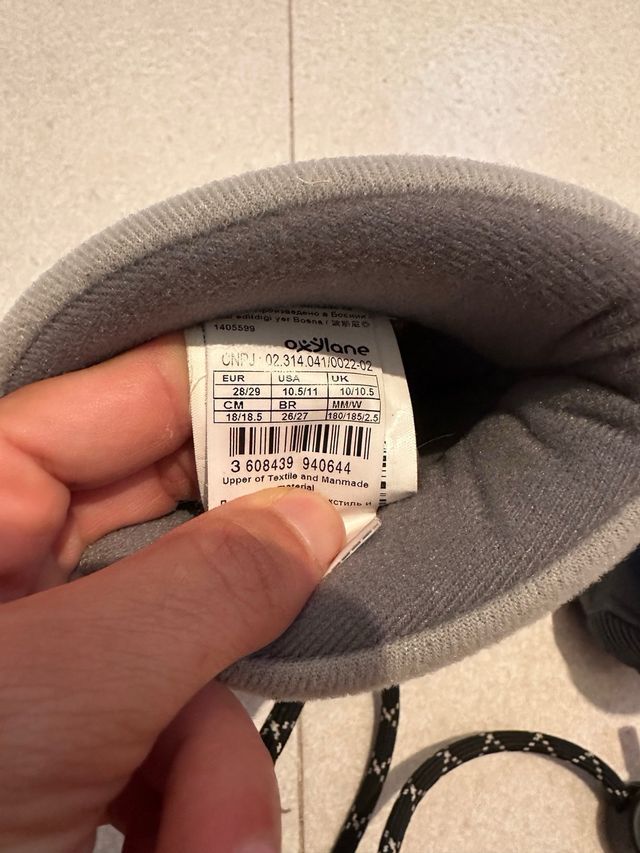 1405599
oxylane
CNPJ : 02.314.041/0022-02
EUR USA UK
28/29 10.5/11 10/10.5
CM BR MM/W
18/18.5 26/27 180/185/2.5
3 608439 940644
Upper of Textile and Manmade
material